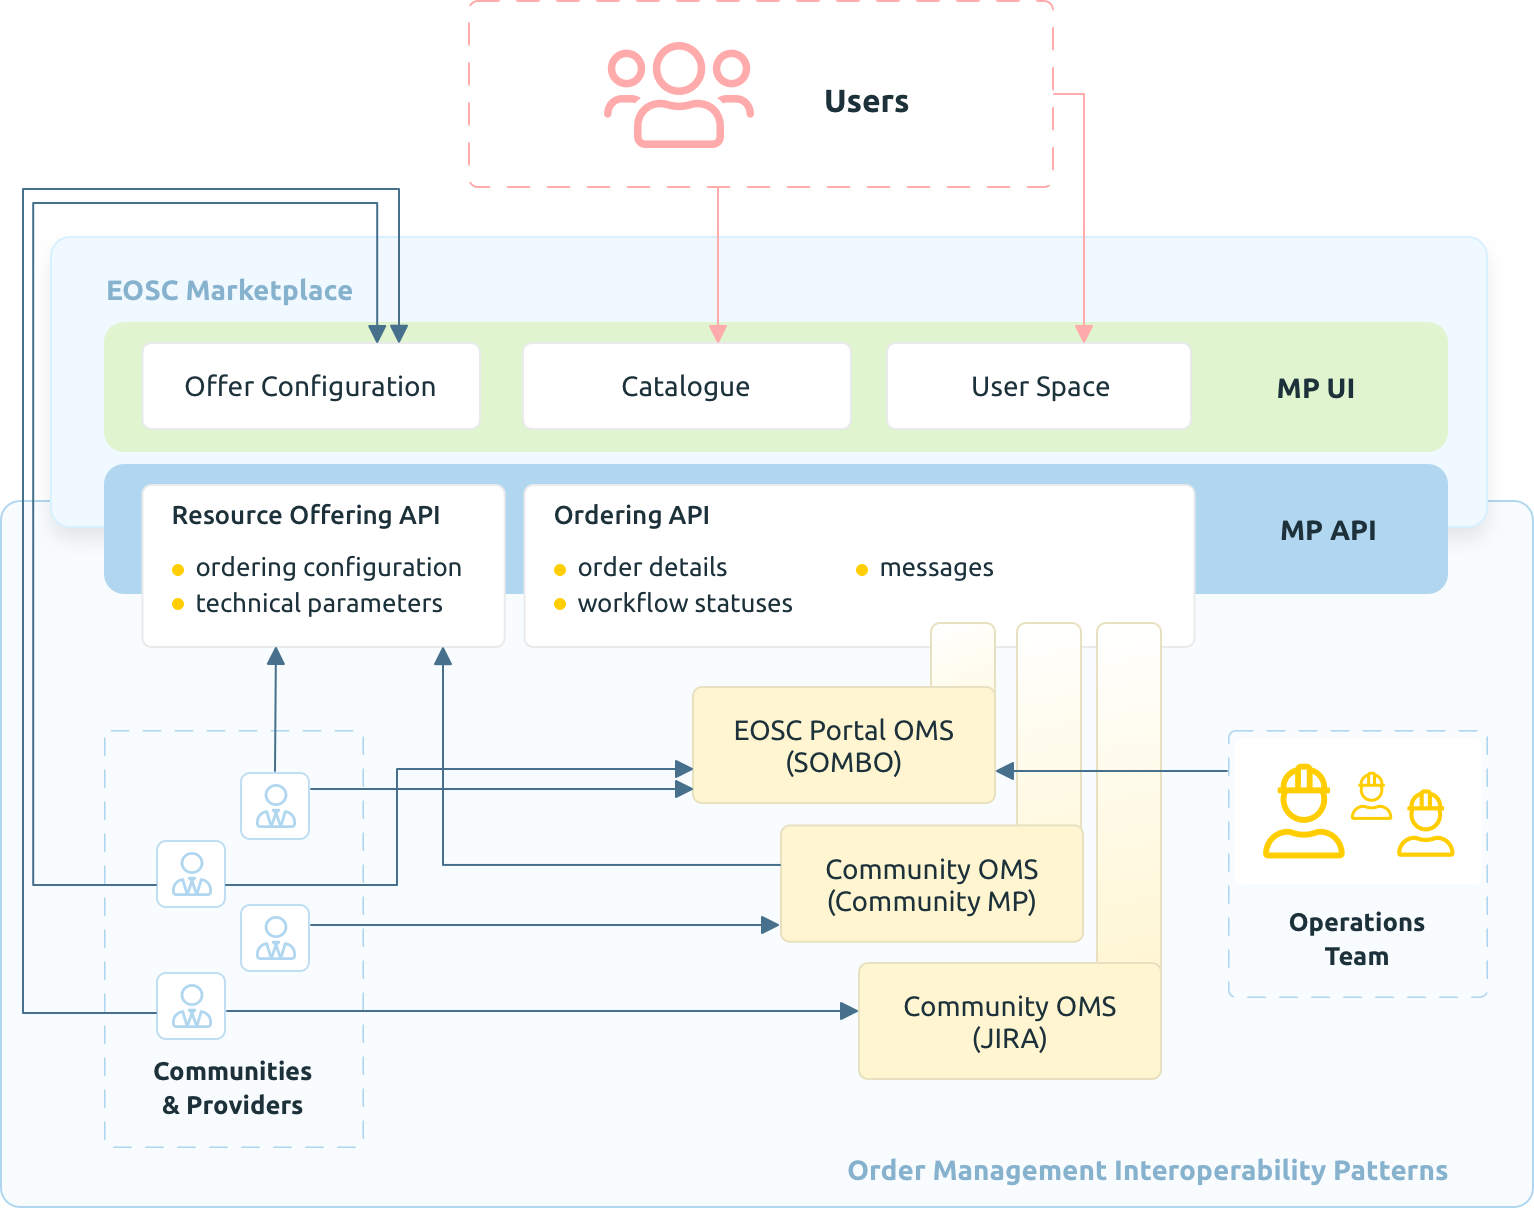 Users
EOSC Marketplace
Offer Configuration
Catalogue
User Space
MP UI
Resource Offering API
ordering configuration
technical parameters
Ordering API
order details
workflow statuses
messages
MP API
EOSC Portal OMS
(SOMBO)
Community OMS
(Community MP)
Community OMS
(JIRA)
Operations
Team
Communities
& Providers
Order Management Interoperability Patterns